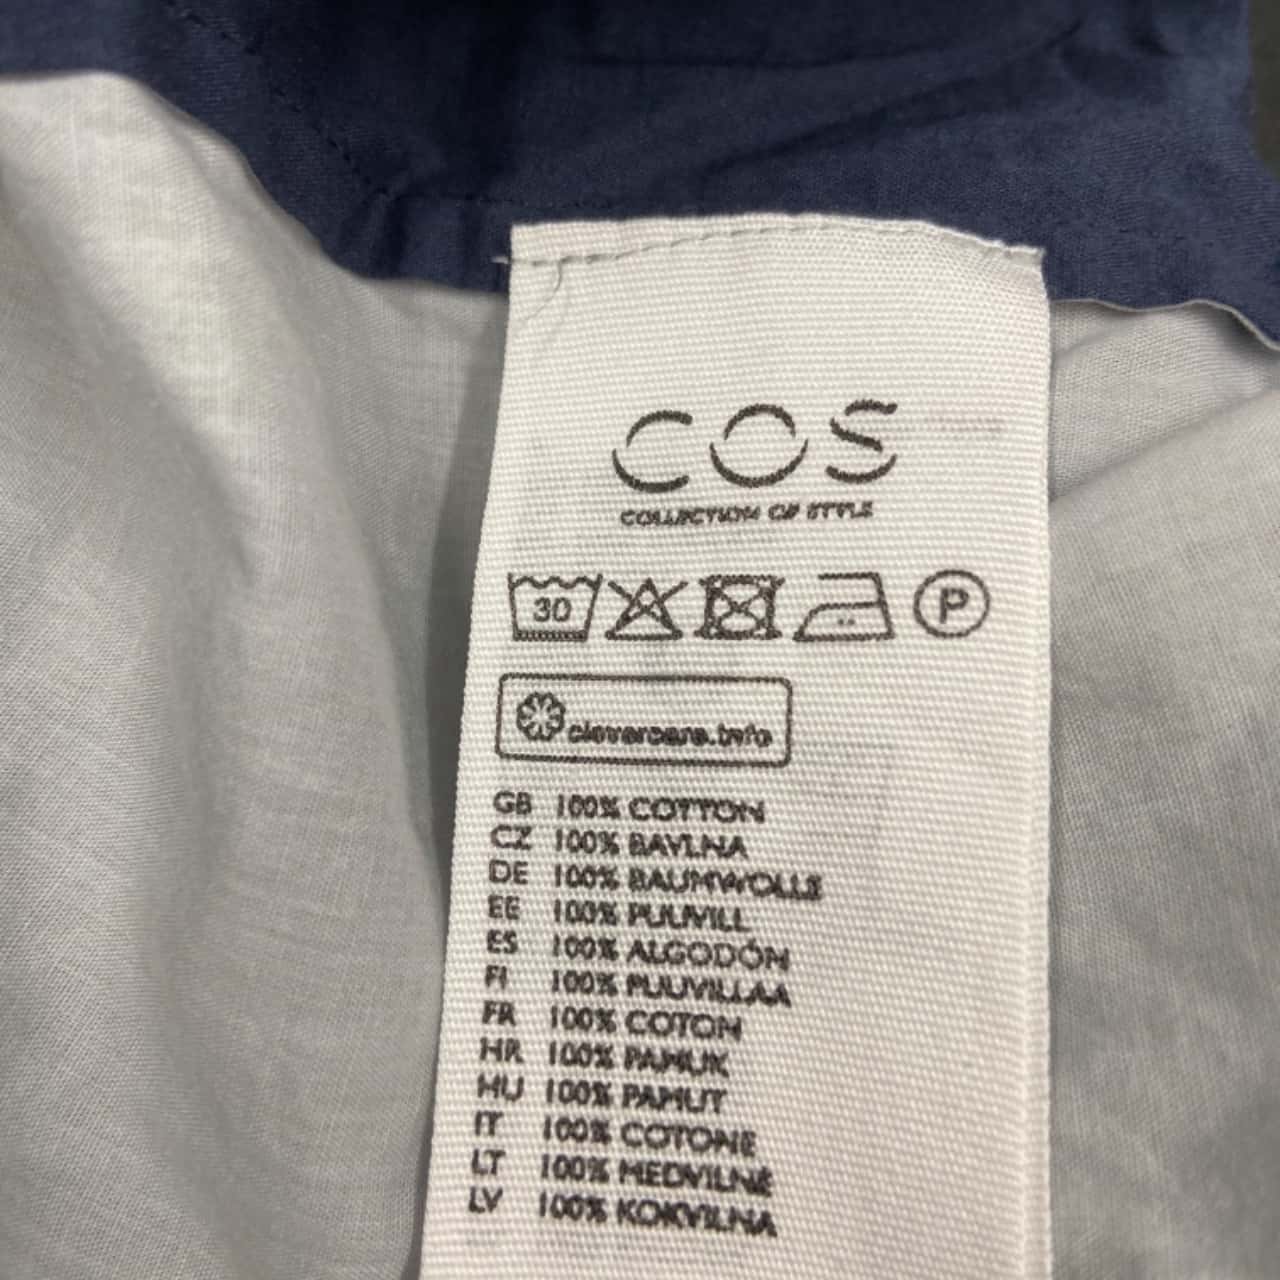 COS
COLLECTION OF STYLE
30 P
clevercare.info
GB 100% COTTON
CZ 100% BAVLNA
DE 100% BAUMWOLLE
EE 100% PUUVILL
ES 100% ALGODÓN
FI 100% PUUVILLAA
FR 100% COTON
HR 100% PAMUK
HU 100% PAMUT
IT 100% COTONE
LT 100% MEDVILNĖ
LV 100% KOKVILNA